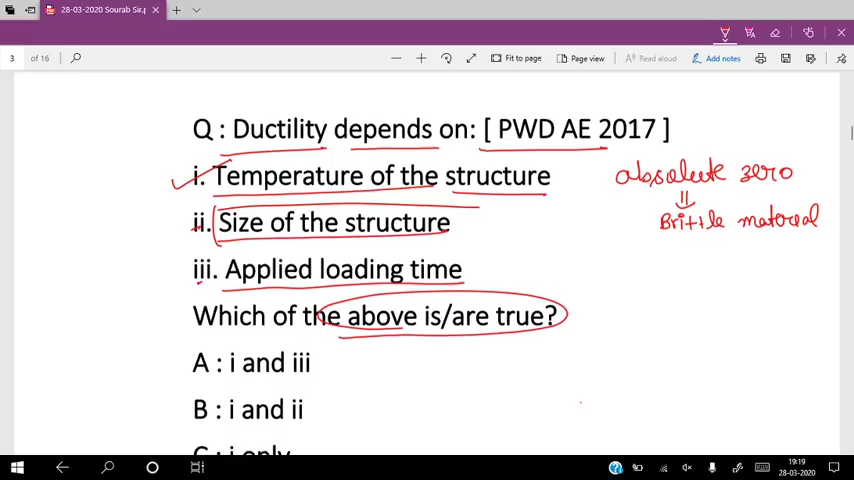 28-03-2020 Sourab Sir.p
3 of 16
Fit to page
Page view
Read aloud
Add notes
Q : Ductility depends on: [ PWD AE 2017 ]
i. Temperature of the structure
absolute zero
Brittle material
ii. Size of the structure
iii. Applied loading time
Which of the above is/are true?
A : i and iii
B : i and ii
C : i only
19:19
28-03-2020